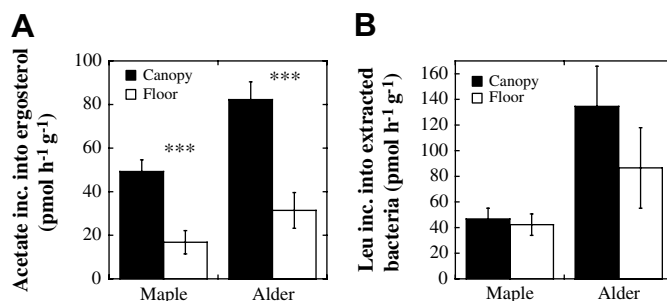 A
Acetate inc. into ergosterol
(pmol h-1 g-1)
100
80
60
40
20
0
Canopy
Floor
***
***
Maple
Alder
B
Leu inc. into extracted
bacteria (pmol h-1 g-1)
160
140
120
100
80
60
40
20
0
Canopy
Floor
Maple
Alder